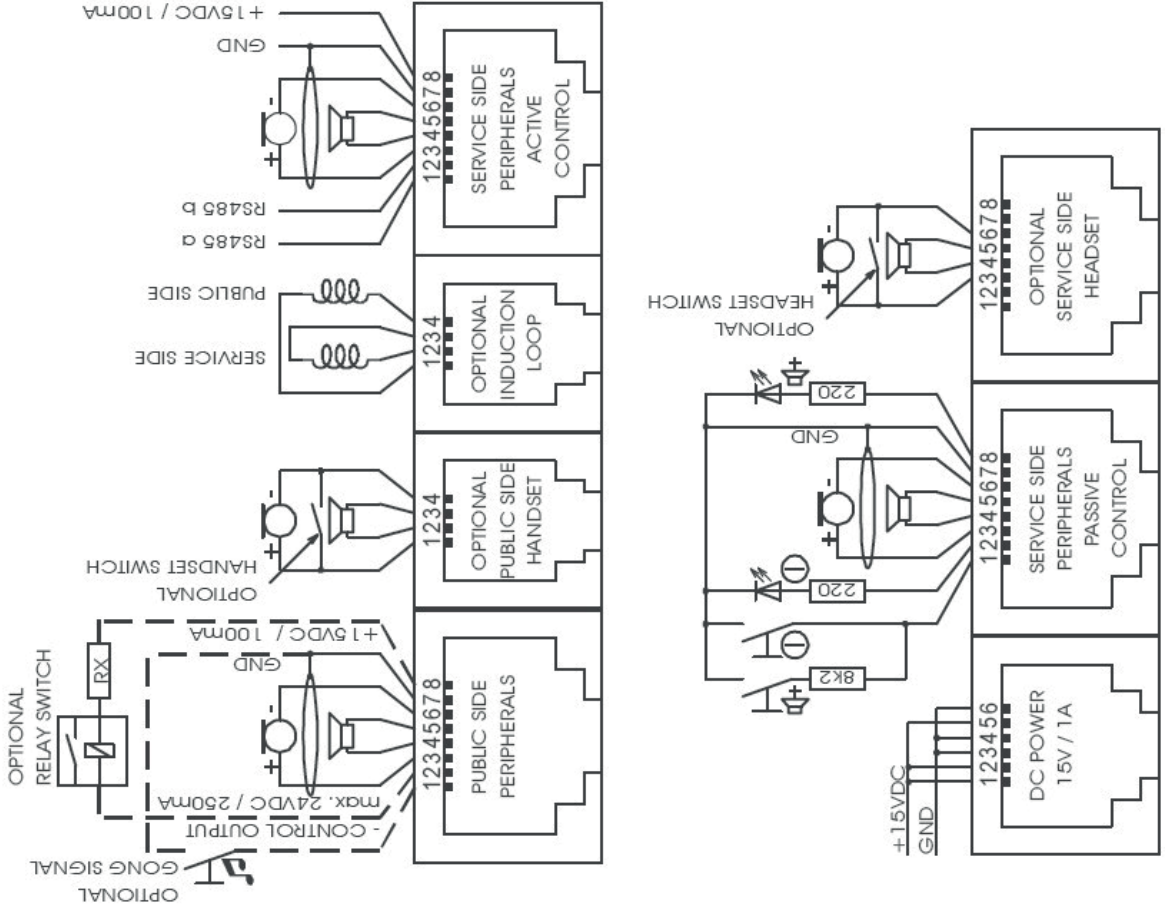 +15VDC / 100mA
GND
-
+
RS485 b
RS485 a
12345678
SERVICE SIDE
PERIPHERALS
ACTIVE
CONTROL
PUBLIC SIDE
SERVICE SIDE
1234
OPTIONAL
INDUCTION
LOOP
-
+
OPTIONAL
HANDSET SWITCH
1234
OPTIONAL
PUBLIC SIDE
HANDSET
OPTIONAL
RELAY SWITCH
RX
+15VDC / 100mA
GND
-
+
max. 24VDC / 250mA
- CONTROL OUTPUT
OPTIONAL
GONG SIGNAL
12345678
PUBLIC SIDE
PERIPHERALS
-
+
OPTIONAL
HEADSET SWITCH
12345678
OPTIONAL
SERVICE SIDE
HEADSET
+
220
GND
-
+
220
8K2
+
12345678
SERVICE SIDE
PERIPHERALS
PASSIVE
CONTROL
+15VDC
GND
123456
DC POWER
15V / 1A